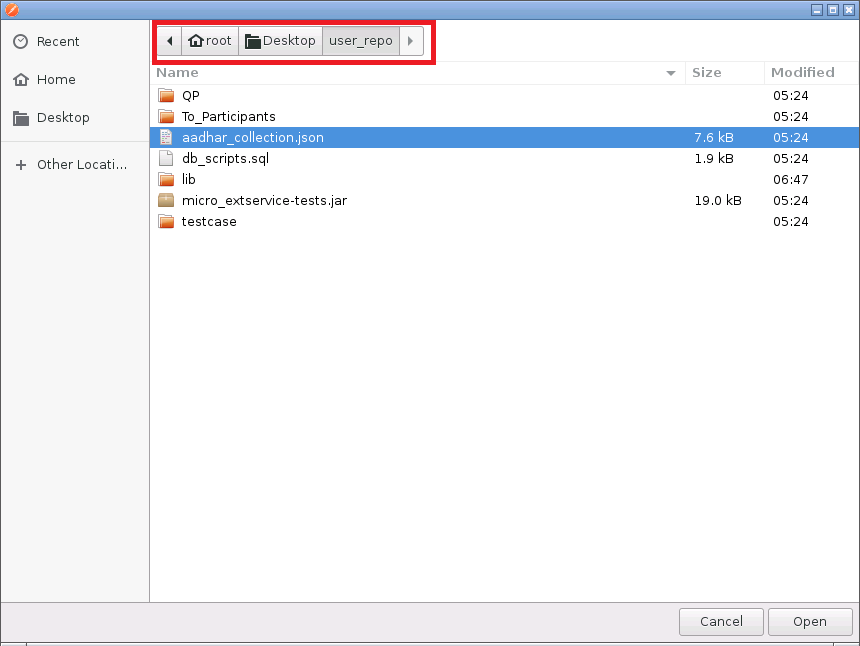 Recent
Home
Desktop
Other Locati...
root Desktop user_repo
Name Size Modified
QP 05:24
To_Participants 05:24
aadhar_collection.json 7.6 kB 05:24
db_scripts.sql 1.9 kB 05:24
lib 06:47
micro_extservice-tests.jar 19.0 kB 05:24
testcase 05:24
Cancel Open